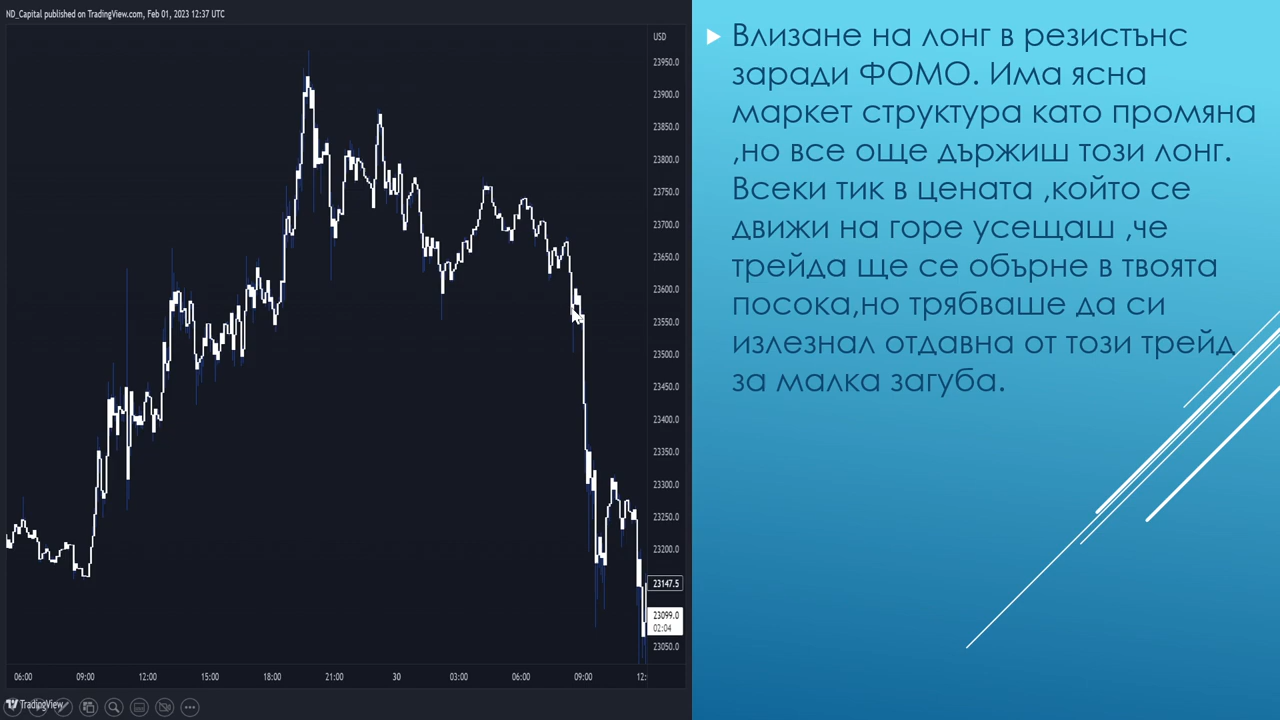 ND_Capital published on TradingView.com, Feb 01, 2023 12:37 UTC
USD
23950.0
23900.0
23850.0
23800.0
23750.0
23700.0
23650.0
23600.0
23550.0
23500.0
23450.0
23400.0
23350.0
23300.0
23250.0
23200.0
23147.5
23099.0
02:04
23050.0
06:00
09:00
12:00
15:00
18:00
21:00
30
03:00
06:00
09:00
12:
TradingView
Влизане на лонг в резистънс
заради ФОМО. Има ясна
маркет структура като промяна
,но все още държиш този лонг.
Всеки тик в цената ,който се
движи на горе усещаш ,че
трейда ще се обърне в твоята
посока,но трябваше да си
излезнал отдавна от този трейд
за малка загуба.